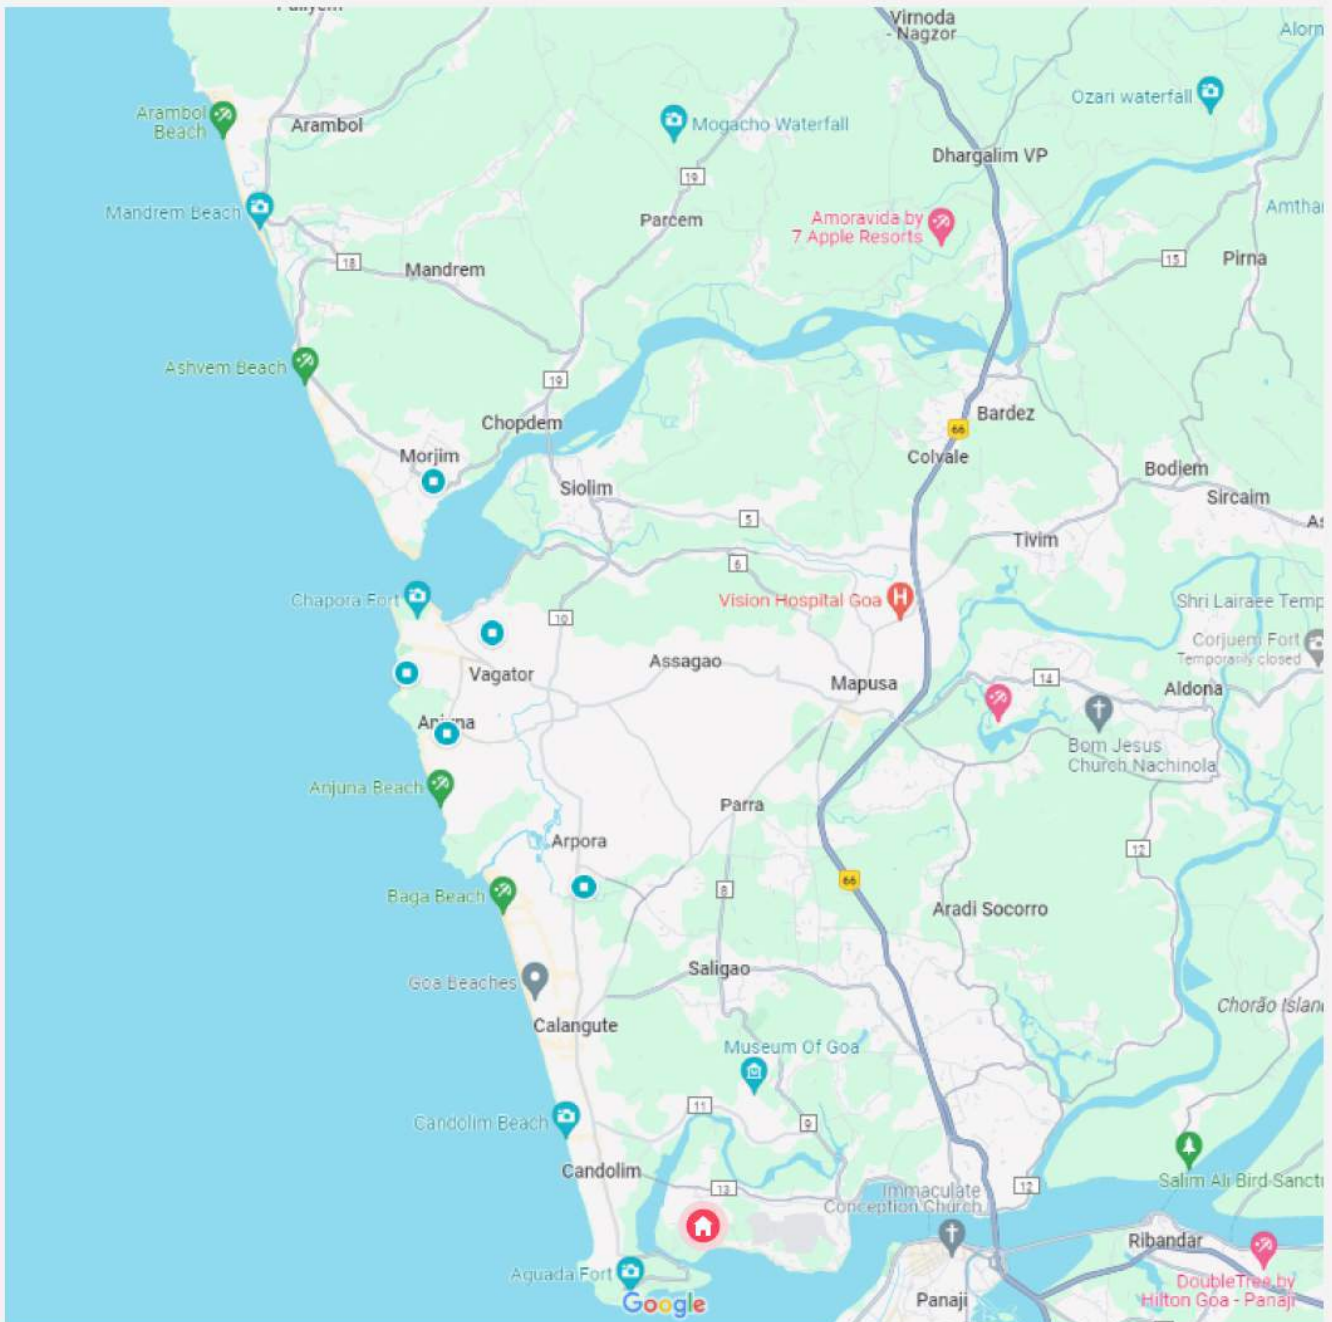 Virnoda
- Nagzor
Arambol
Beach
Arambol
Mogacho Waterfall
Ozari waterfall
Dhargalim VP
19
Mandrem Beach
Parcem
Amoravida by
7 Apple Resorts
18
Mandrem
15
Pirna
Ashvem Beach
19
Chopdem
Bardez
66
Colvale
Morjim
Bodiem
Siolim
Sircaim
5
Tivim
6
Chapora Fort
Vision Hospital Goa
10
Shri Lairaee Temp
Corjuem Fort
Temporarily closed
Vagator
Assagao
Mapusa
14
Aldona
Anjuna
Bom Jesus
Church Nachinola
Anjuna Beach
Parra
Arpora
12
66
8
Baga Beach
Aradi Socorro
Saligao
Goa Beaches
Calangute
Chorão Islan
Museum Of Goa
11
9
Candolim Beach
Candolim
13
12
Salim Ali Bird Sanctu
Immaculate
Conception Church
Ribandar
Aguada Fort
Google
Panaji
DoubleTree by
Hilton Goa - Panaji